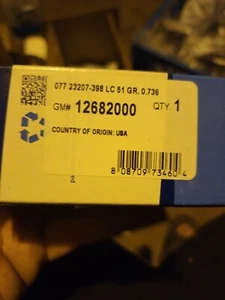 077 23207-398 LC 51 GR. 0.736
GM# 12682000 QTY. 1
COUNTRY OF ORIGIN: USA
8 08709 73460 4